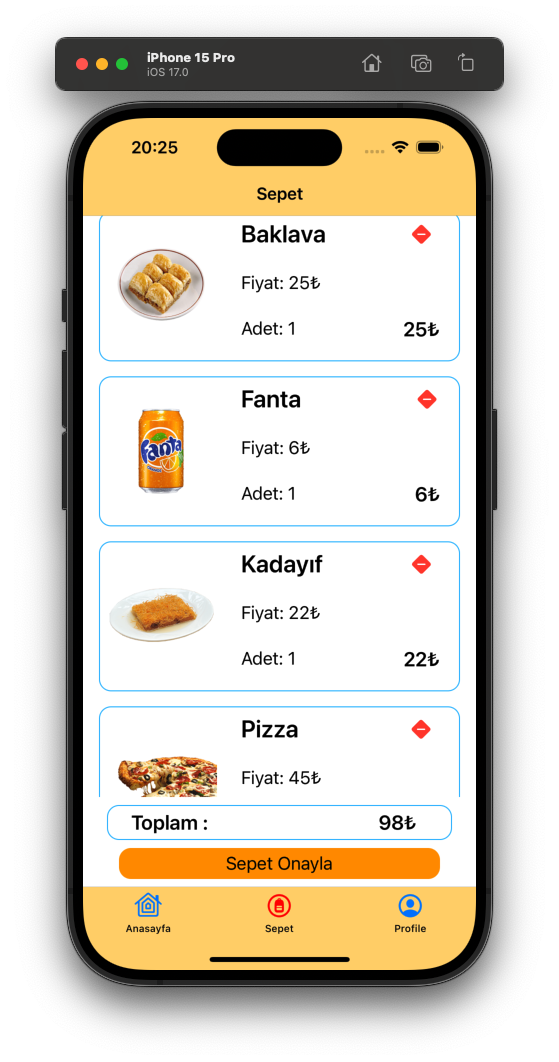 iPhone 15 Pro
iOS 17.0
20:25
Sepet
Baklava
Fiyat: 25₺
Adet: 1
25₺
Fanta
Fanta
Fiyat: 6₺
Adet: 1
6₺
Kadayıf
Fiyat: 22₺
Adet: 1
22₺
Pizza
Fiyat: 45₺
Toplam :
98₺
Sepet Onayla
Anasayfa
Sepet
Profile